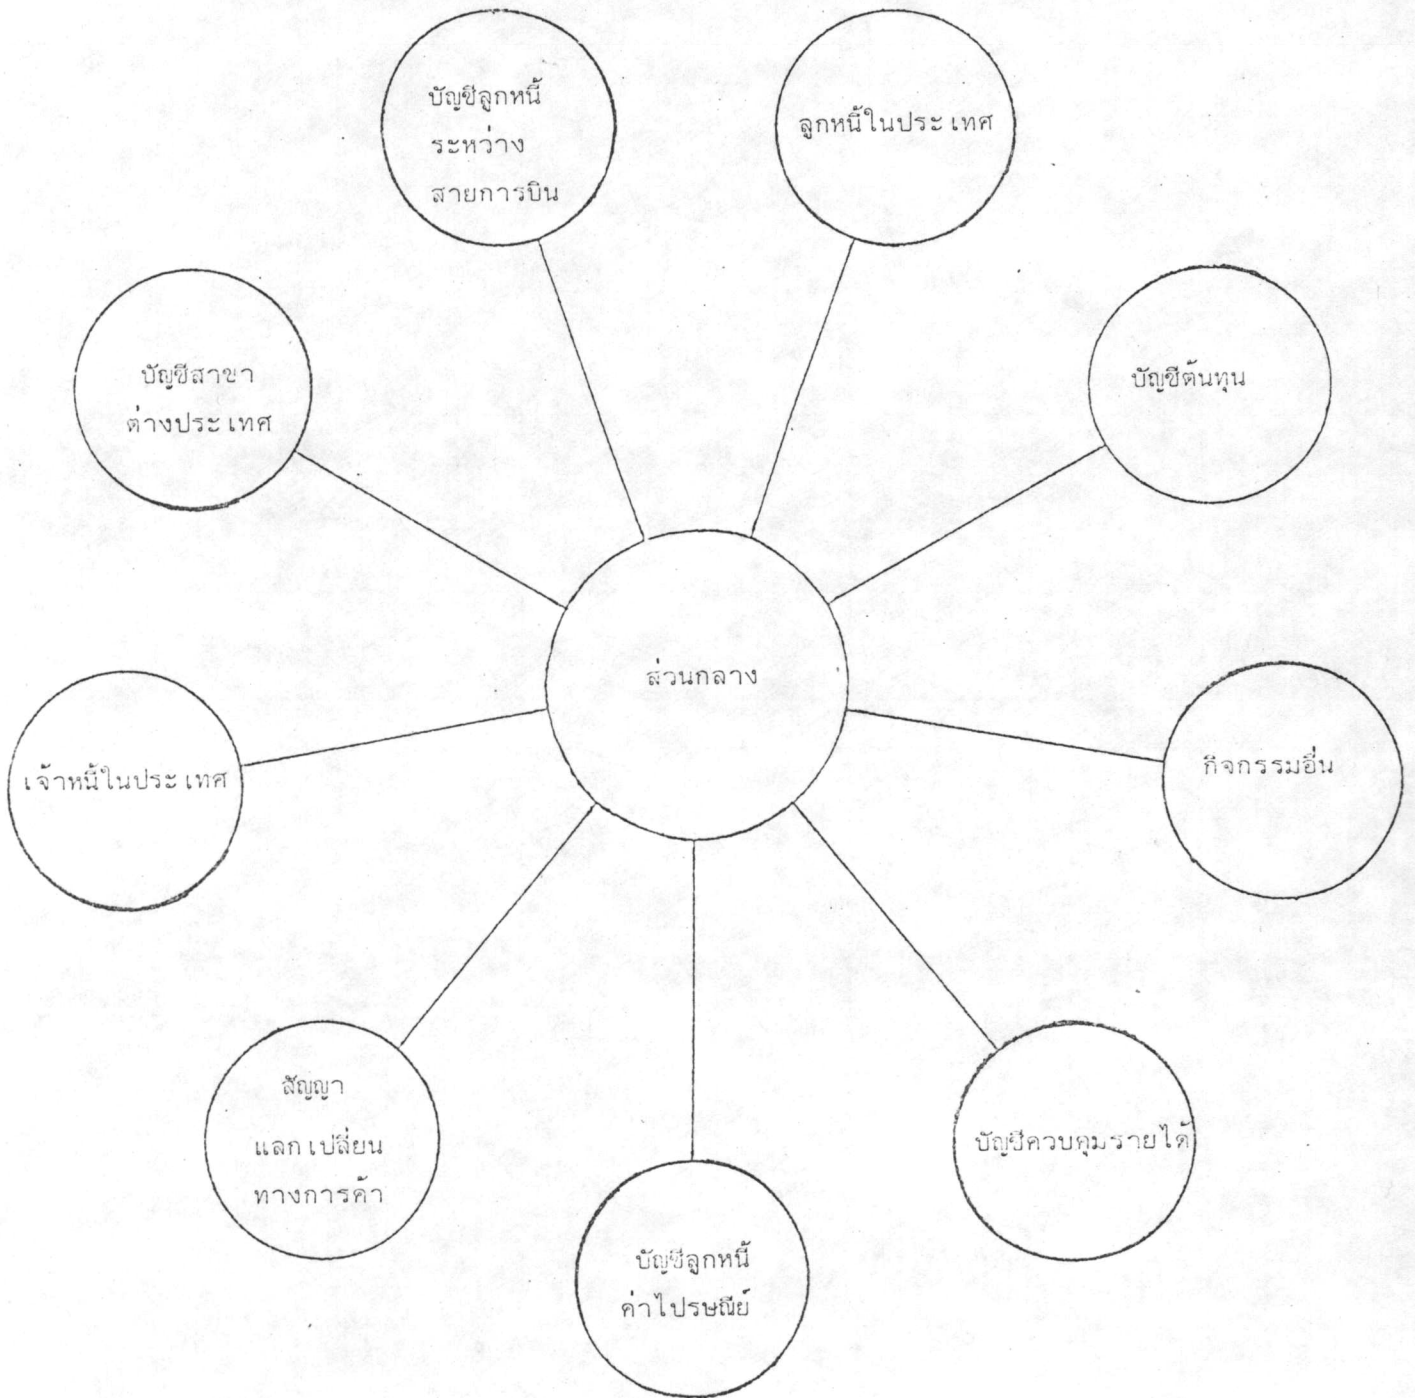 บัญชีลูกหนี้
ระหว่าง
สายการบิน
ลูกหนี้ในประเทศ
บัญชีสาขา
ต่างประเทศ
บัญชีต้นทุน
ส่วนกลาง
เจ้าหนี้ในประเทศ
กิจกรรมอื่น
สัญญา
แลกเปลี่ยน
ทางการค้า
บัญชีควบคุมรายได้
บัญชีลูกหนี้
ค่าไปรษณีย์